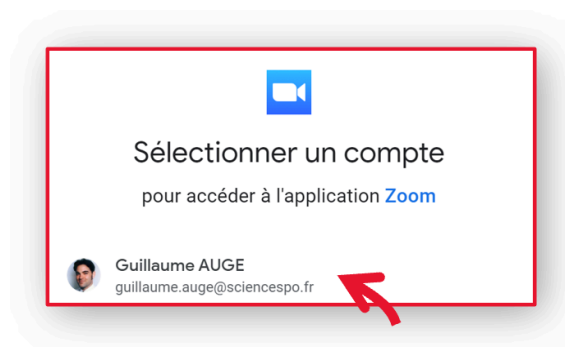 Sélectionner un compte
pour accéder à l'application Zoom
Guillaume AUGE
guillaume.auge@sciencespo.fr